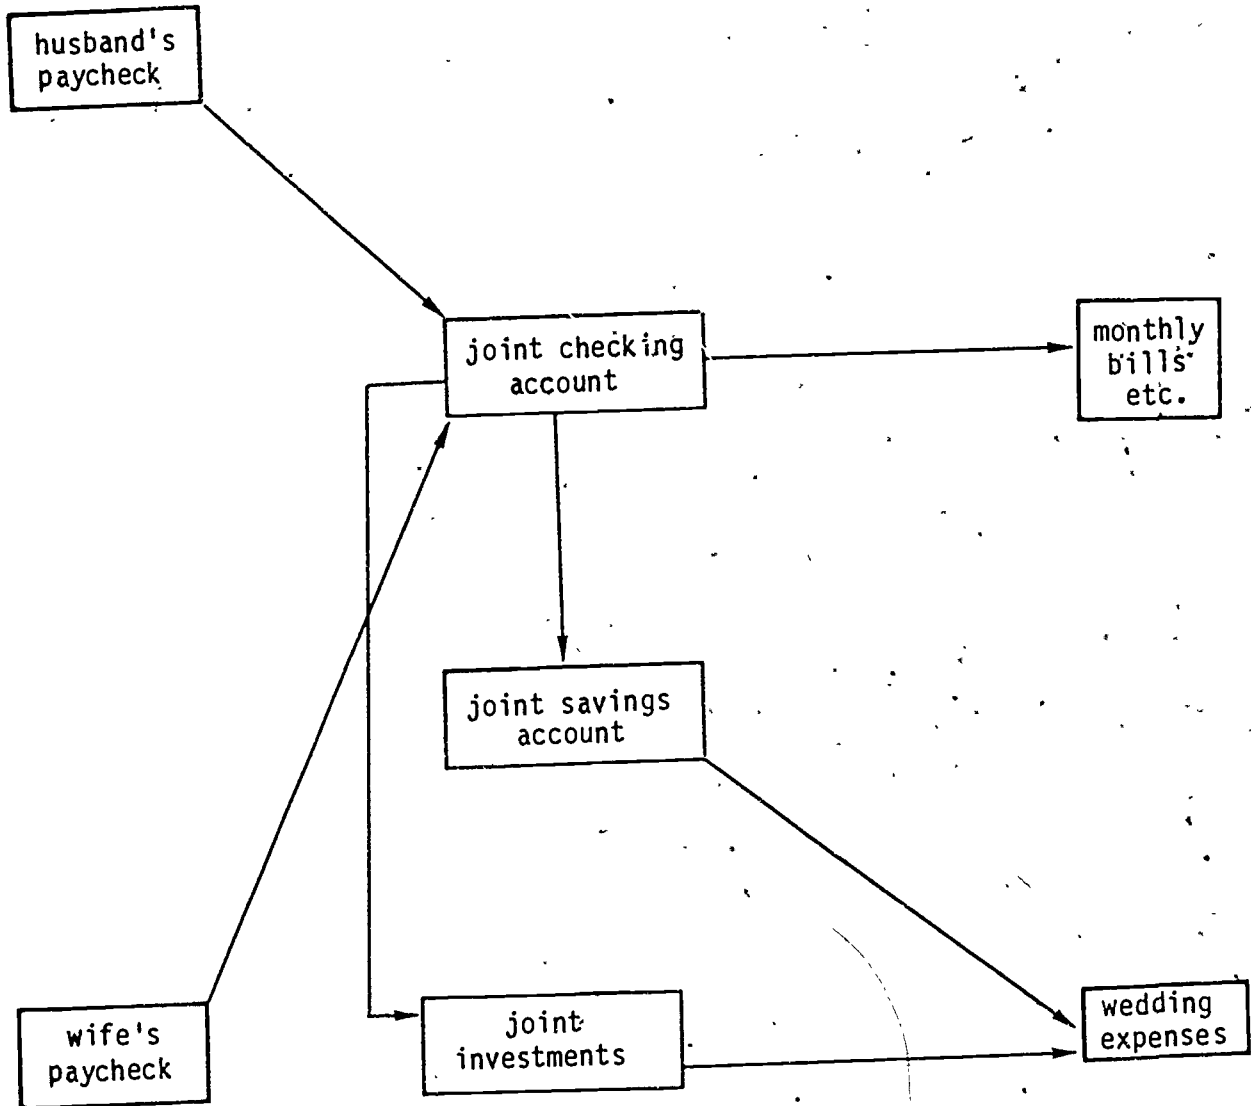 husband's
paycheck
joint checking
account
monthly
bills
etc.
joint savings
account
wife's
paycheck
joint
investments
wedding
expenses